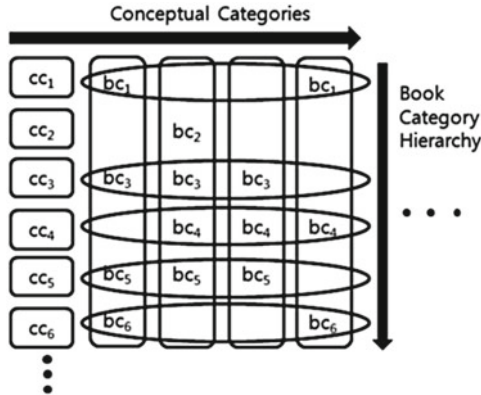 Conceptual Categories
cc₁ bc₁ bc₁
Book
Category
Hierarchy
cc₂ bc₂
cc₃ bc₃ bc₃ bc₃
cc₄ bc₄ bc₄ bc₄
cc₅ bc₅ bc₅ bc₅
cc₆ bc₆ bc₆